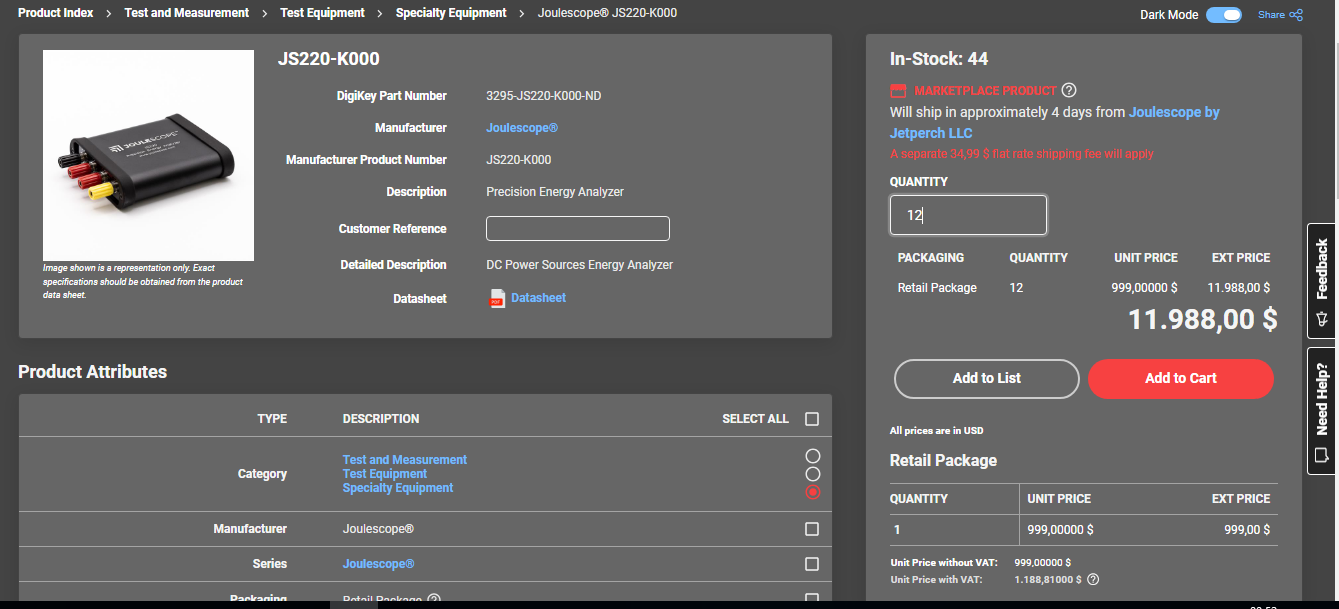 Product Index > Test and Measurement > Test Equipment > Specialty Equipment > Joulescope® JS220-K000
Dark Mode
Share
JOULESCOPE
Image shown is a representation only. Exact
specifications should be obtained from the product
data sheet.
JS220-K000
DigiKey Part Number 3295-JS220-K000-ND
Manufacturer Joulescope®
Manufacturer Product Number JS220-K000
Description Precision Energy Analyzer
Customer Reference
Detailed Description DC Power Sources Energy Analyzer
Datasheet PDF Datasheet
Product Attributes
TYPE DESCRIPTION SELECT ALL
Category Test and Measurement
Test Equipment
Specialty Equipment
Manufacturer Joulescope®
Series Joulescope®
Packaging Retail Package ?
In-Stock: 44
MARKETPLACE PRODUCT ?
Will ship in approximately 4 days from Joulescope by
Jetperch LLC
A separate 34,99 $ flat rate shipping fee will apply
QUANTITY
12
PACKAGING QUANTITY UNIT PRICE EXT PRICE
Retail Package 12 999,00000 $ 11.988,00 $
11.988,00 $
Add to List Add to Cart
All prices are in USD
Retail Package
QUANTITY UNIT PRICE EXT PRICE
1 999,00000 $ 999,00 $
Unit Price without VAT: 999,00000 $
Unit Price with VAT: 1.188,81000 $ ?
Feedback
Need Help?